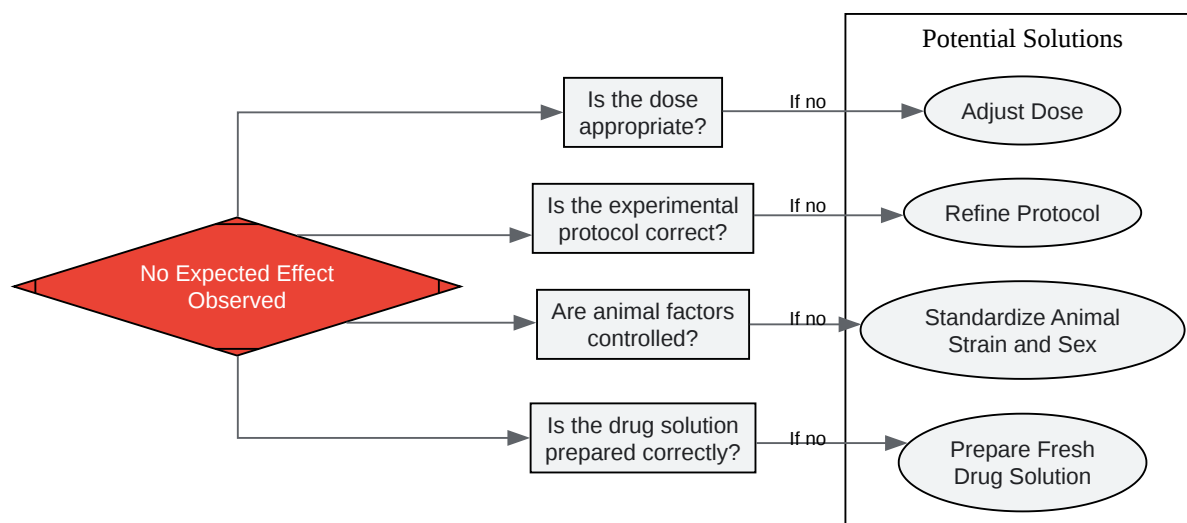 Potential Solutions
Is the dose
appropriate?
If no
Adjust Dose
Is the experimental
protocol correct?
If no
Refine Protocol
No Expected Effect
Observed
Are animal factors
controlled?
If no
Standardize Animal
Strain and Sex
Is the drug solution
prepared correctly?
If no
Prepare Fresh
Drug Solution